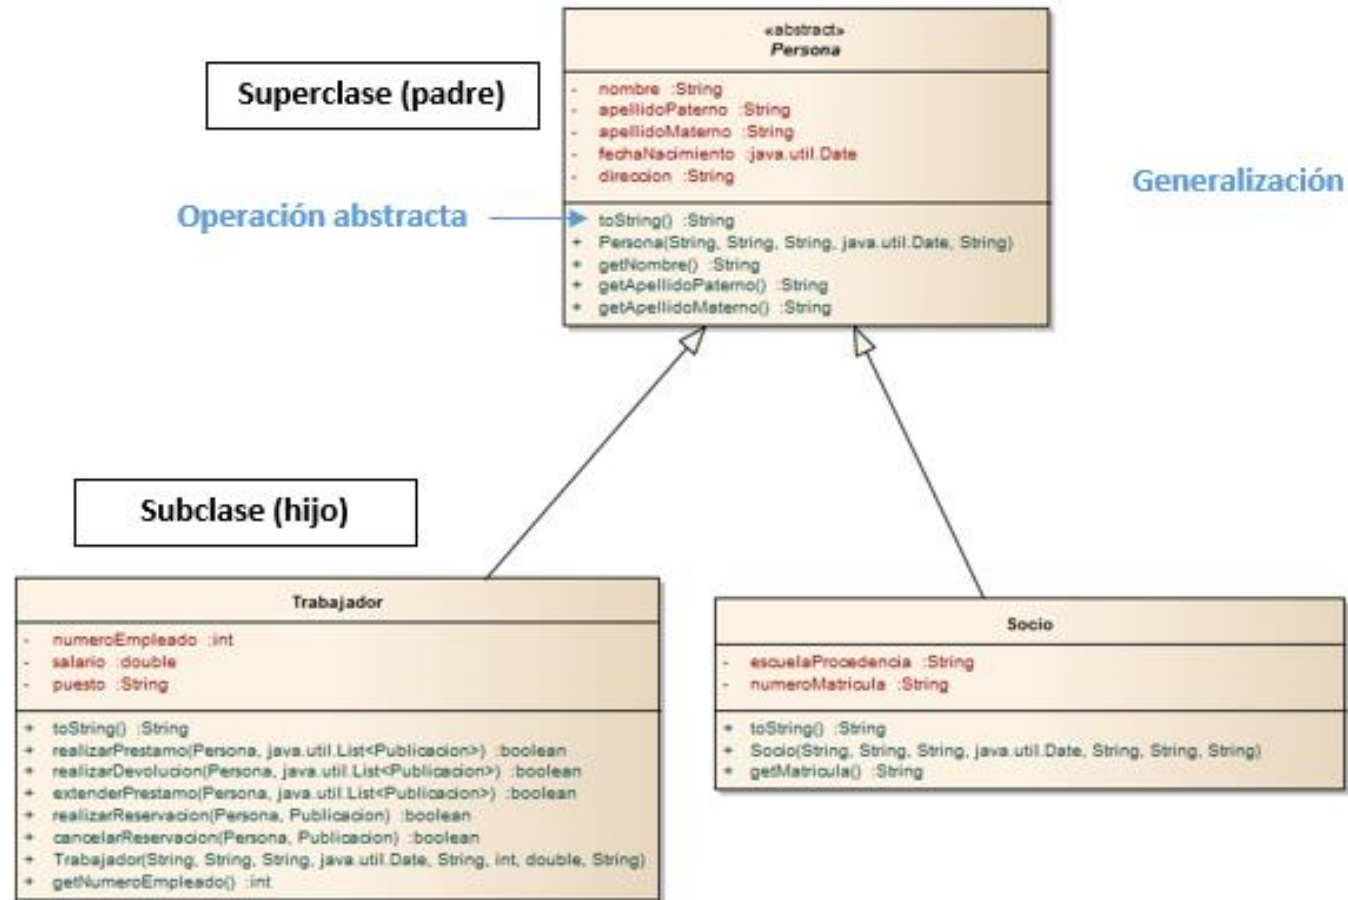 «abstract»
Persona
Superclase (padre)
- nombre :String
- apellidoPaterno :String
- apellidoMaterno :String
- fechaNacimiento :java.util.Date
- direccion :String
Generalización
Operación abstracta
toString() :String
+ Persona(String, String, String, java.util.Date, String)
+ getNombre() :String
+ getApellidoPaterno() :String
+ getApellidoMaterno() :String
Subclase (hijo)
Trabajador
- numeroEmpleado :int
- salario :double
- puesto :String
+ toString() :String
+ realizarPrestamo(Persona, java.util.List<Publicacion>) :boolean
+ realizarDevolucion(Persona, java.util.List<Publicacion>) :boolean
+ extenderPrestamo(Persona, java.util.List<Publicacion>) :boolean
+ realizarReservacion(Persona, Publicacion) :boolean
+ cancelarReservacion(Persona, Publicacion) :boolean
+ Trabajador(String, String, String, java.util.Date, String, int, double, String)
+ getNumeroEmpleado() :int
Socio
- escuelaProcedencia :String
- numeroMatricula :String
+ toString() :String
+ Socio(String, String, String, java.util.Date, String, String, String)
+ getMatricula() :String